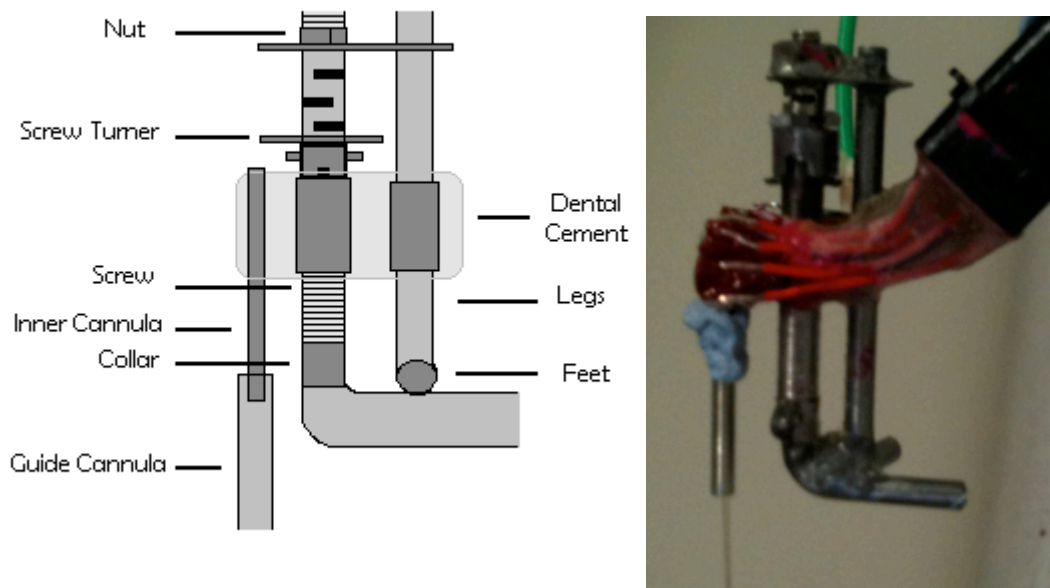 Nut
Screw Turner
Dental
Cement
Screw
Legs
Inner Cannula
Collar
Feet
Guide Cannula